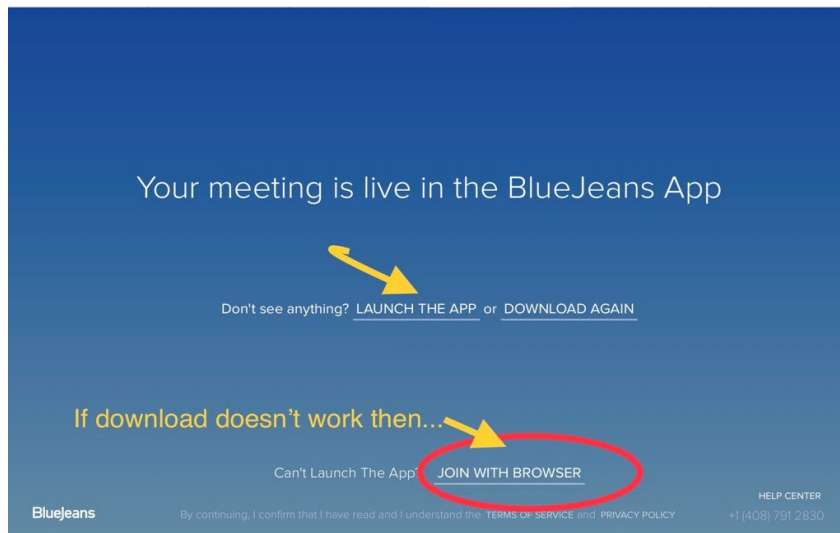 Your meeting is live in the BlueJeans App
Don't see anything? LAUNCH THE APP or DOWNLOAD AGAIN
If download doesn't work then...
Can't Launch The App? JOIN WITH BROWSER
HELP CENTER
BlueJeans
By continuing, I confirm that I have read and I understand the TERMS OF SERVICE and PRIVACY POLICY
+1 (408) 791 2830